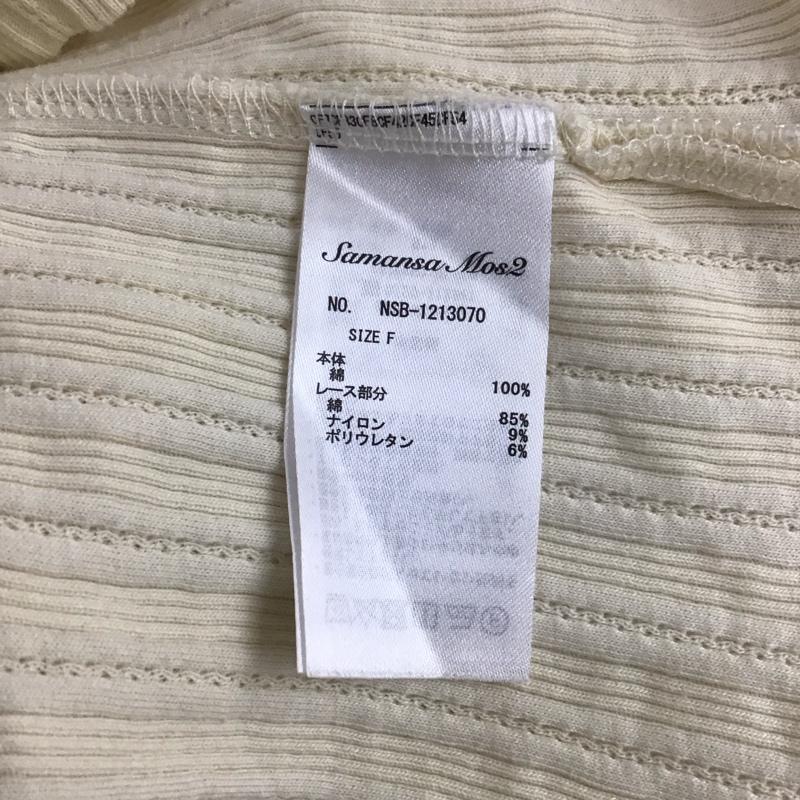 Samansa Mos2
NO. NSB-1213070
SIZE F
本体
綿 100%
レース部分
綿 85%
ナイロン 9%
ポリウレタン 6%